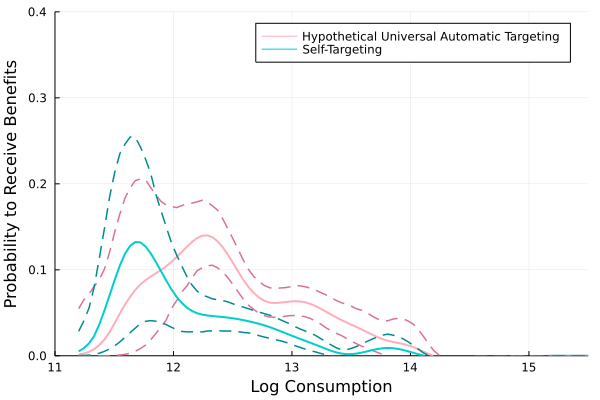 0.4
Hypothetical Universal Automatic Targeting
Self-Targeting
0.3
0.2
0.1
0.0
Probability to Receive Benefits
11
12
13
14
15
Log Consumption